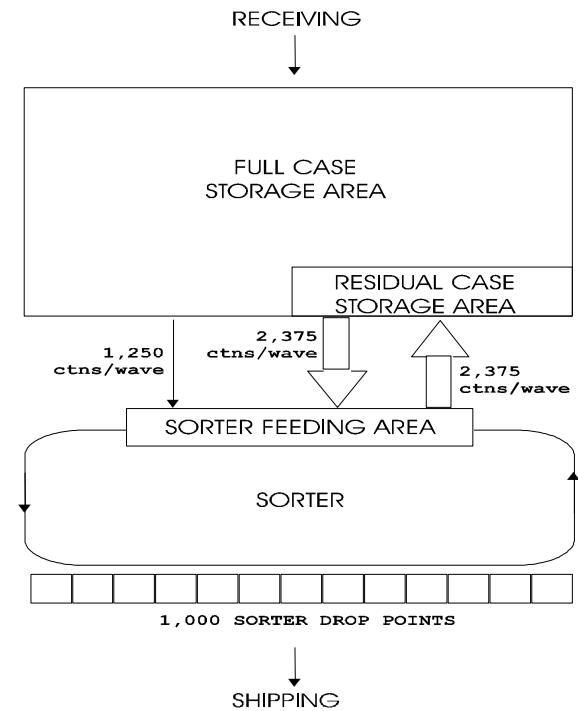 RECEIVING
FULL CASE
STORAGE AREA
RESIDUAL CASE
STORAGE AREA
1,250
ctns/wave
2,375
ctns/wave
2,375
ctns/wave
SORTER FEEDING AREA
SORTER
1,000 SORTER DROP POINTS
SHIPPING